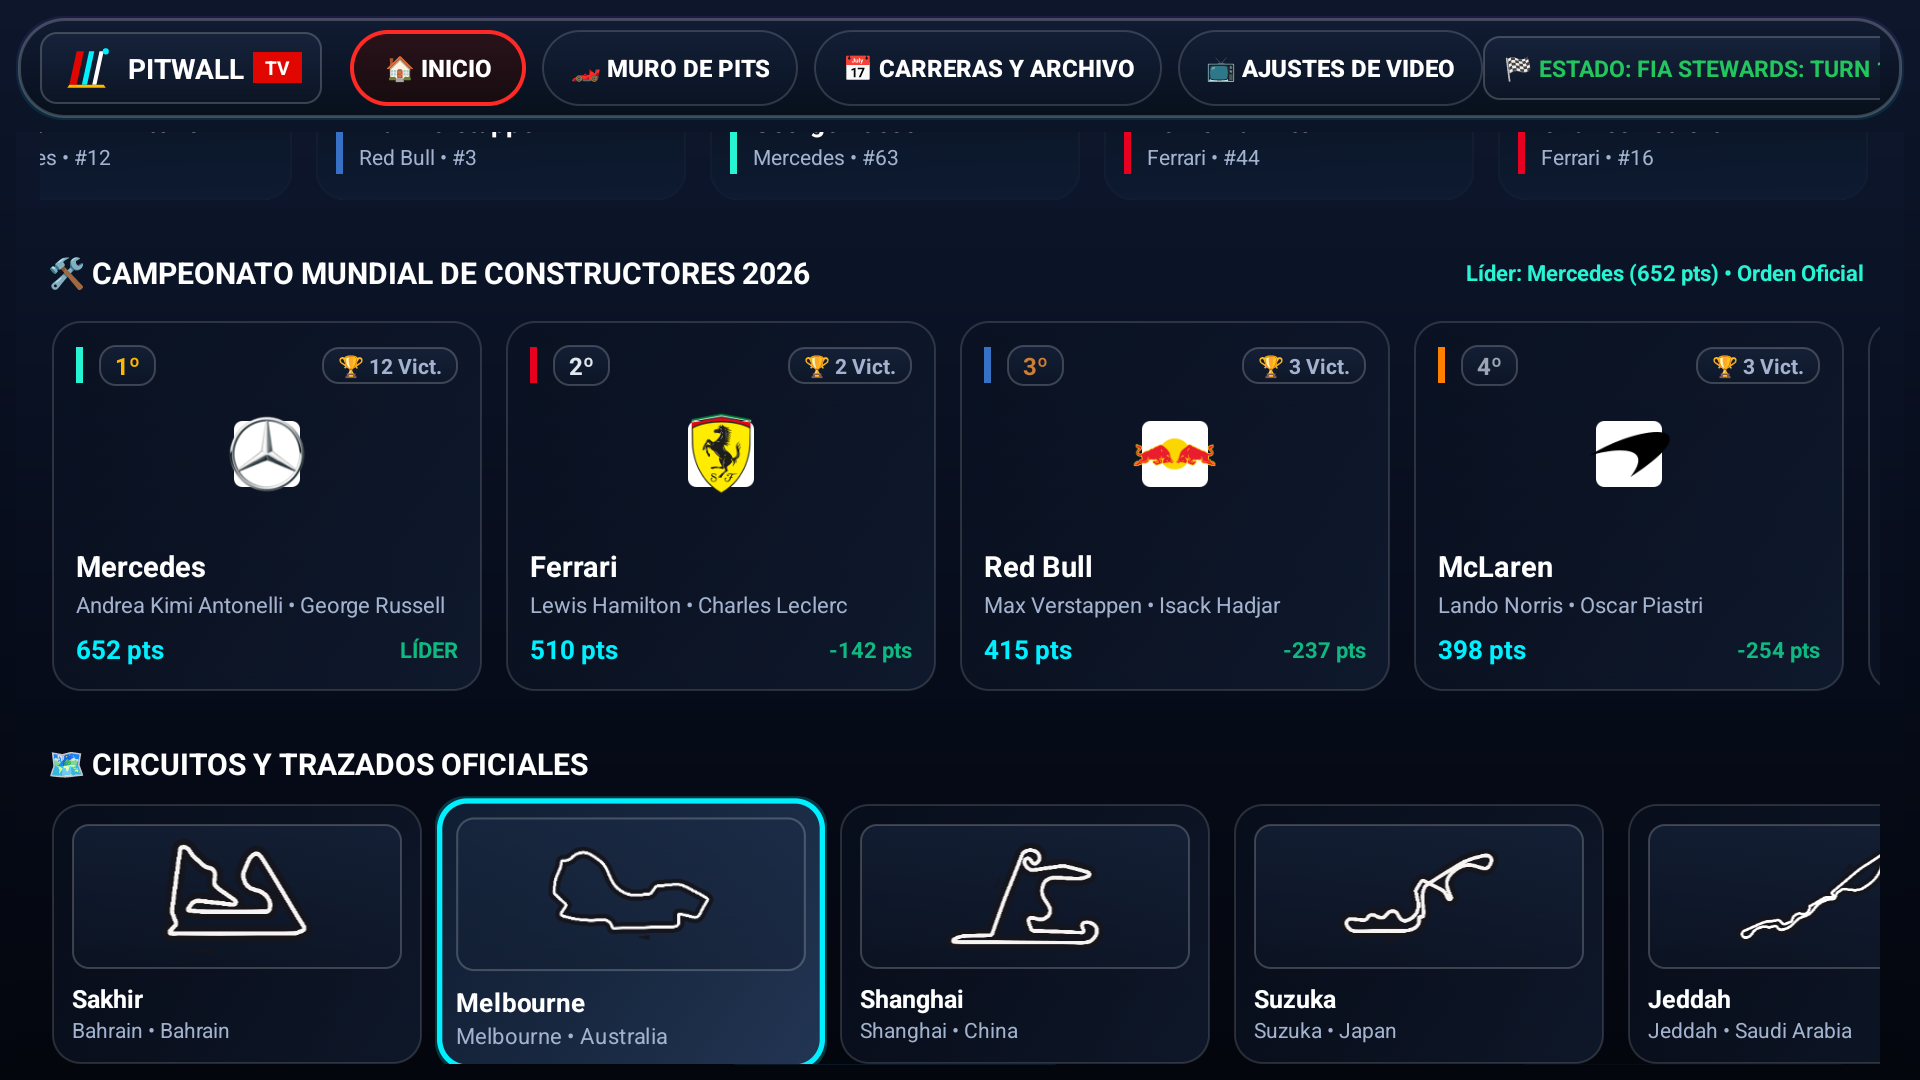 PITWALL TV
INICIO
MURO DE PITS
CARRERAS Y ARCHIVO
AJUSTES DE VIDEO
ESTADO: FIA STEWARDS: TURN
es • #12
Red Bull • #3
Mercedes • #63
Ferrari • #44
Ferrari • #16
CAMPEONATO MUNDIAL DE CONSTRUCTORES 2026
Líder: Mercedes (652 pts) • Orden Oficial
1º
12 Vict.
Mercedes
Andrea Kimi Antonelli • George Russell
652 pts
LÍDER
2º
2 Vict.
Ferrari
Lewis Hamilton • Charles Leclerc
510 pts
-142 pts
3º
3 Vict.
Red Bull
Max Verstappen • Isack Hadjar
415 pts
-237 pts
4º
3 Vict.
McLaren
Lando Norris • Oscar Piastri
398 pts
-254 pts
CIRCUITOS Y TRAZADOS OFICIALES
Sakhir
Bahrain • Bahrain
Melbourne
Melbourne • Australia
Shanghai
Shanghai • China
Suzuka
Suzuka • Japan
Jeddah
Jeddah • Saudi Arabia